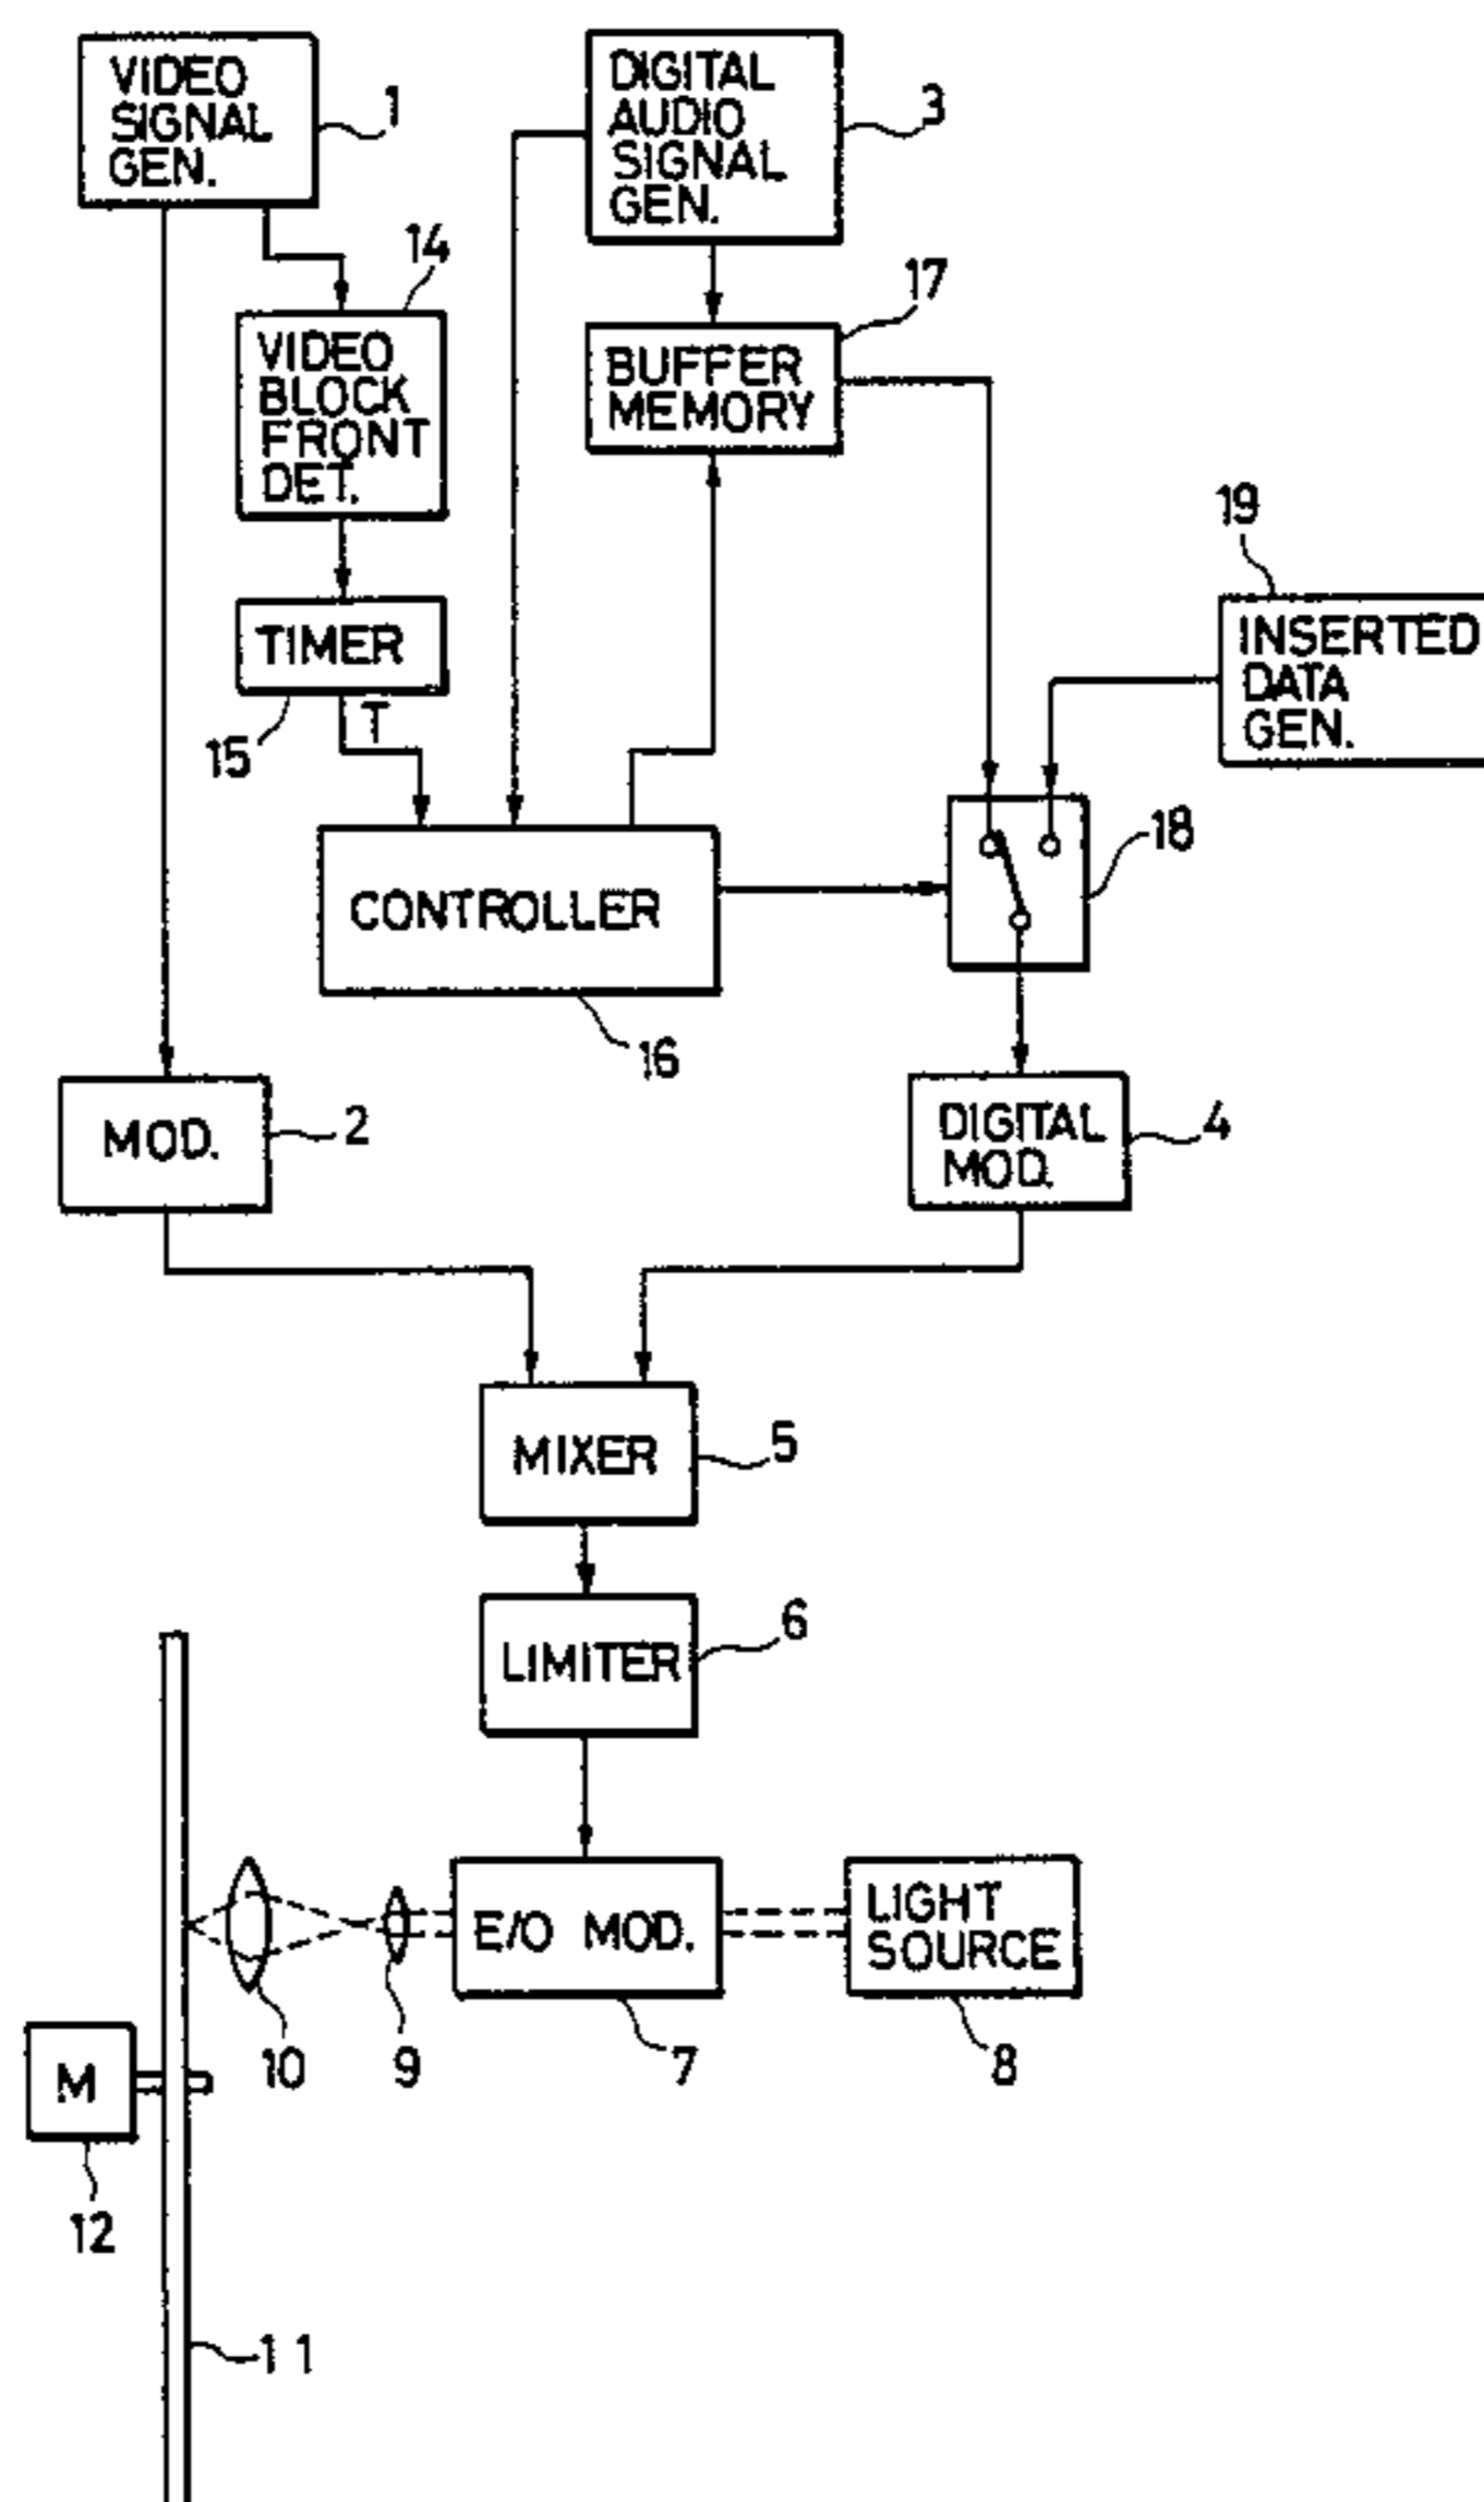 VIDEO
SIGNAL
GEN.
1
DIGITAL
AUDIO
SIGNAL
GEN.
3
14
17
VIDEO
BLOCK
FRONT
DET.
BUFFER
MEMORY
19
TIMER
INSERTED
DATA
GEN.
15
T
18
CONTROLLER
16
MOD.
2
DIGITAL
MOD.
4
MIXER
5
LIMITER
6
E/O MOD.
LIGHT
SOURCE
10
9
7
8
M
12
11